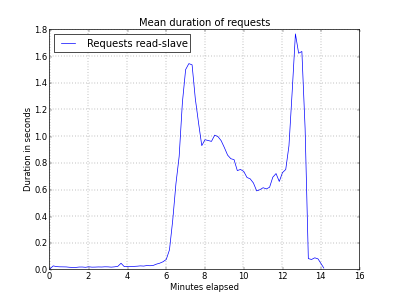 Mean duration of requests
1.8
1.6
1.4
1.2
1.0
0.8
0.6
0.4
0.2
0.0
Duration in seconds
Requests read-slave
0 2 4 6 8 10 12 14 16
Minutes elapsed